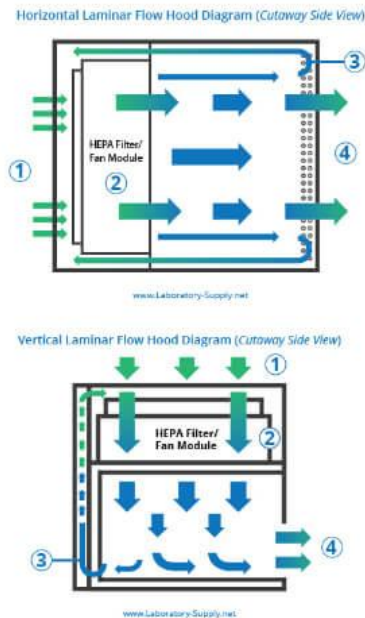 Horizontal Laminar Flow Hood Diagram (Cutaway Side View)
3
HEPA Filter/
Fan Module
1
2
4
www.Laboratory-Supply.net
Vertical Laminar Flow Hood Diagram (Cutaway Side View)
1
HEPA Filter/
Fan Module
2
3
4
www.Laboratory-Supply.net